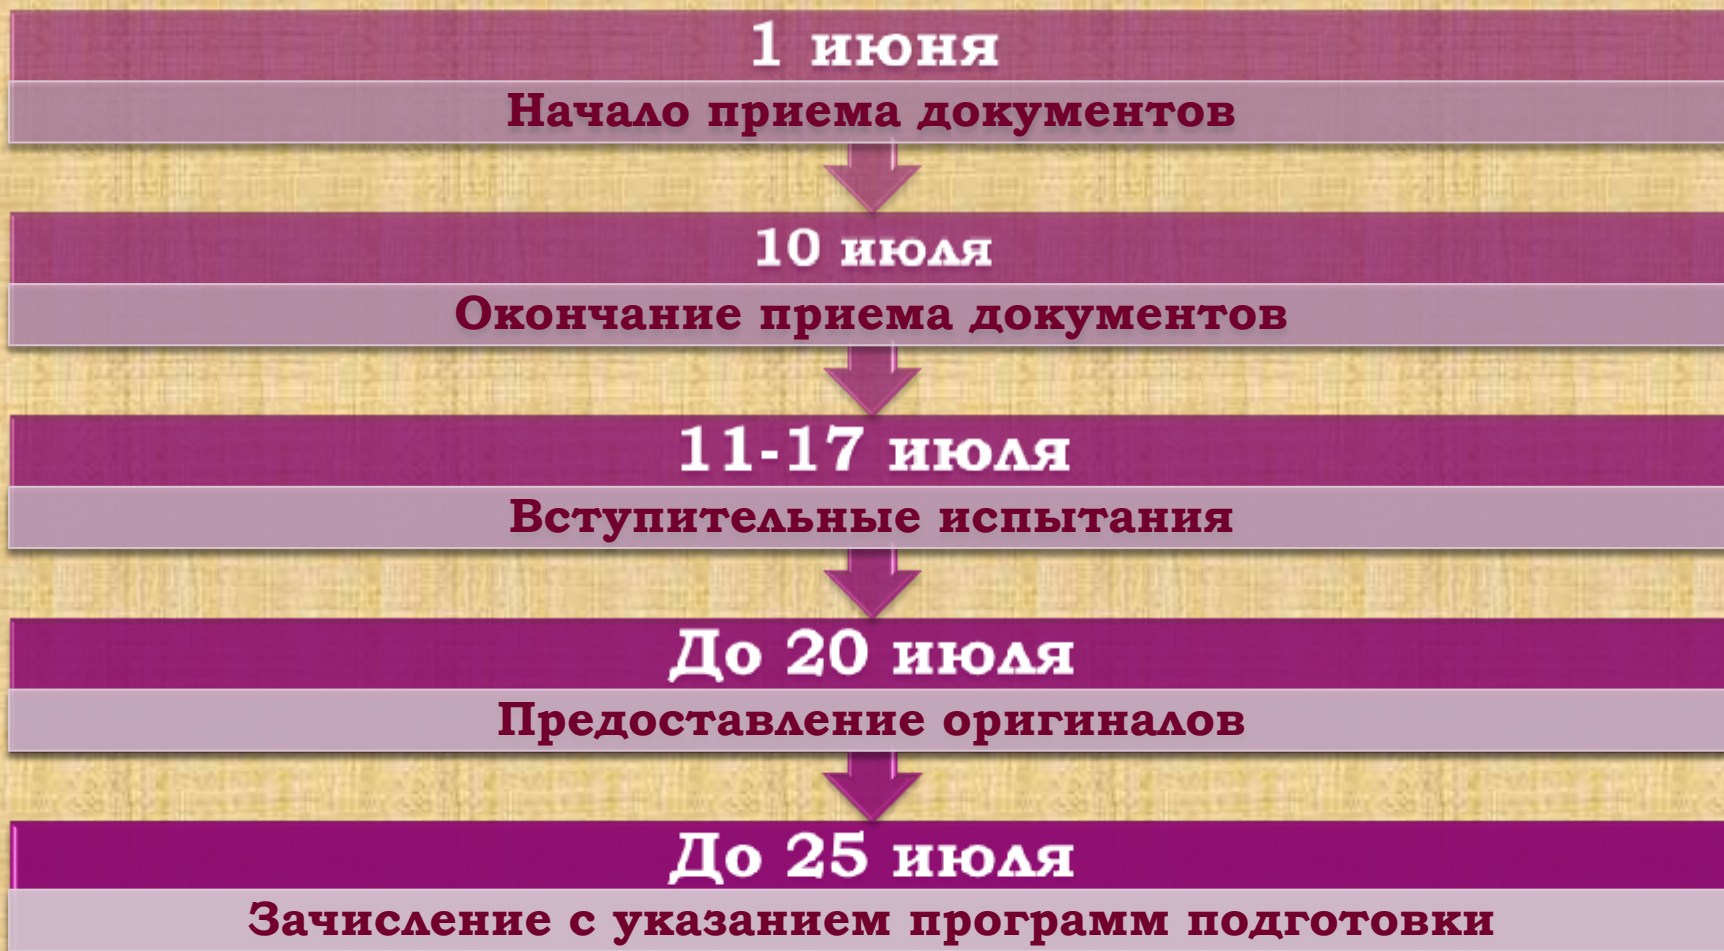 1 июня
Начало приема документов
10 июля
Окончание приема документов
11-17 июля
Вступительные испытания
До 20 июля
Предоставление оригиналов
До 25 июля
Зачисление с указанием программ подготовки